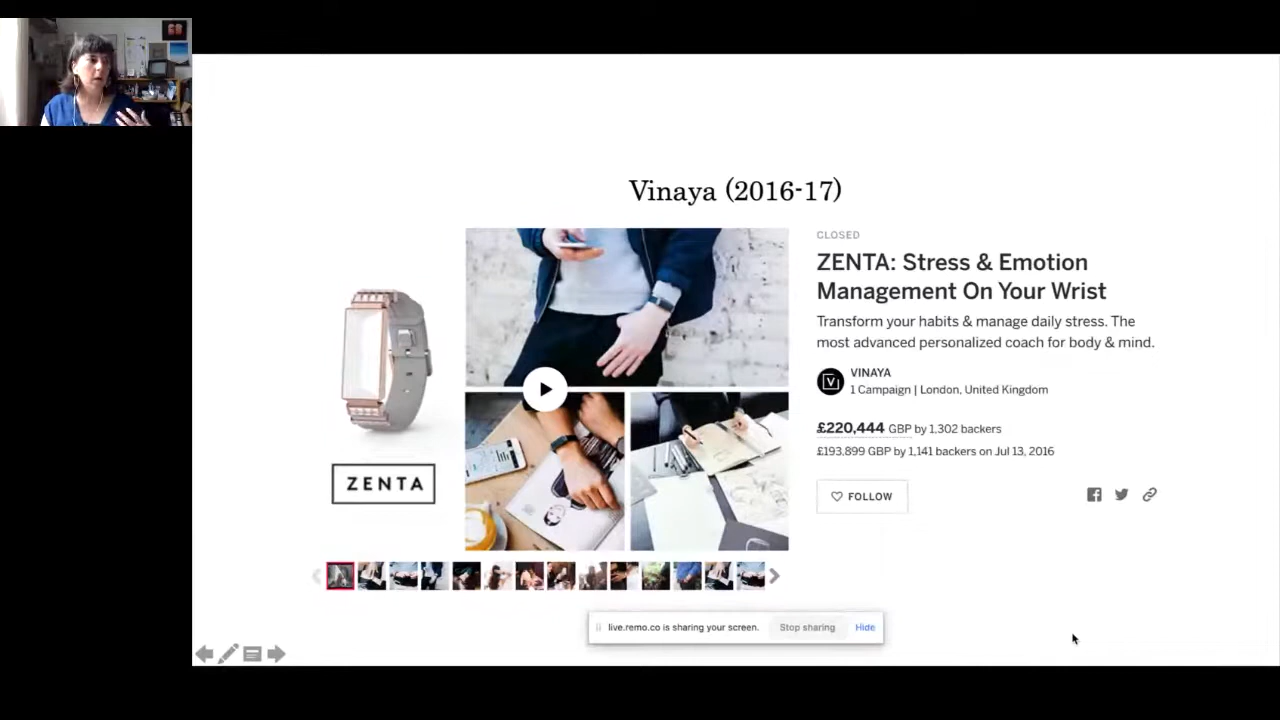 Vinaya (2016-17)
CLOSED
ZENTA: Stress & Emotion
Management On Your Wrist
Transform your habits & manage daily stress. The
most advanced personalized coach for body & mind.
VINAYA
1 Campaign | London, United Kingdom
£220,444 GBP by 1,302 backers
£193,899 GBP by 1,141 backers on Jul 13, 2016
FOLLOW
ZENTA
live.remo.co is sharing your screen. Stop sharing Hide